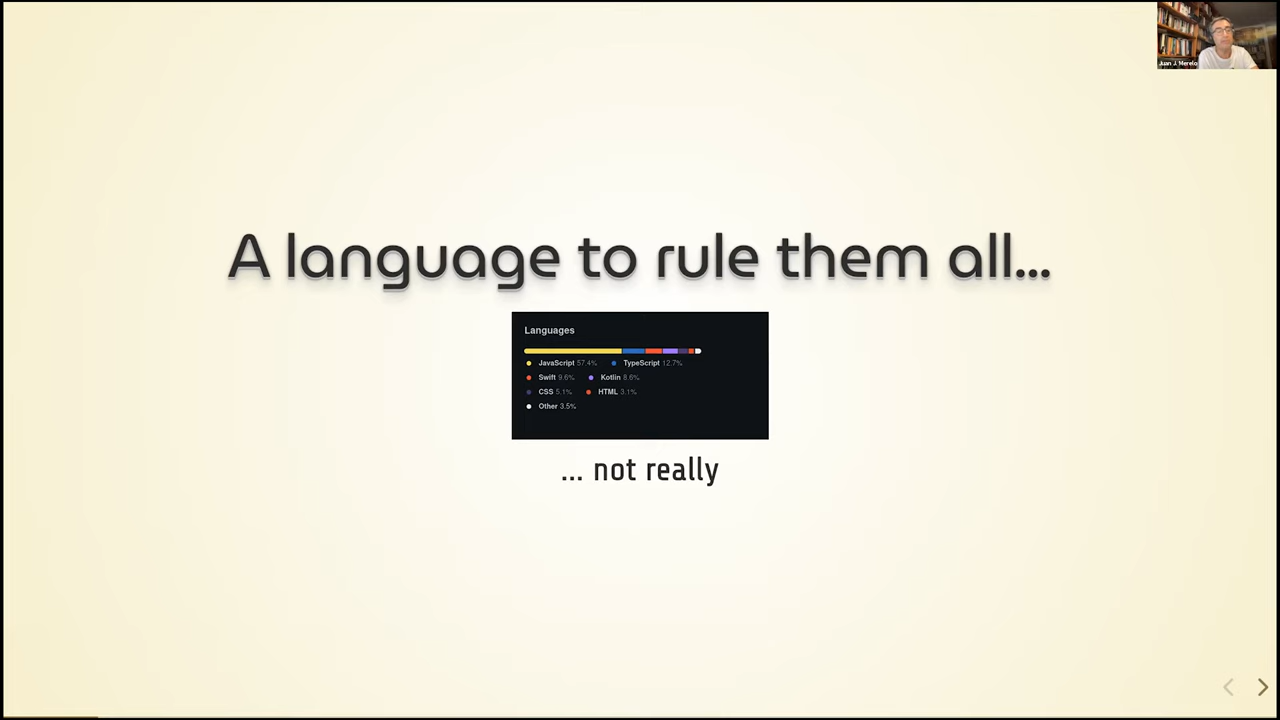 Juan J. Merelo
A language to rule them all...
Languages
JavaScript 57.4% TypeScript 12.7%
Swift 9.6% Kotlin 8.6%
CSS 5.1% HTML 3.1%
Other 3.5%
... not really